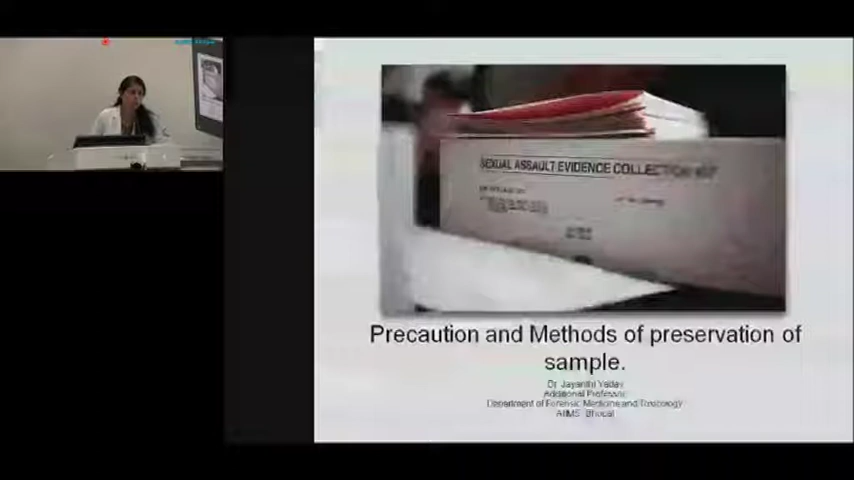 SEXUAL ASSAULT EVIDENCE COLLECTION KIT
Precaution and Methods of preservation of
sample.
Dr. Jayanthi Yadav
Additional Professor
Department of Forensic Medicine and Toxicology
AIIMS Bhopal